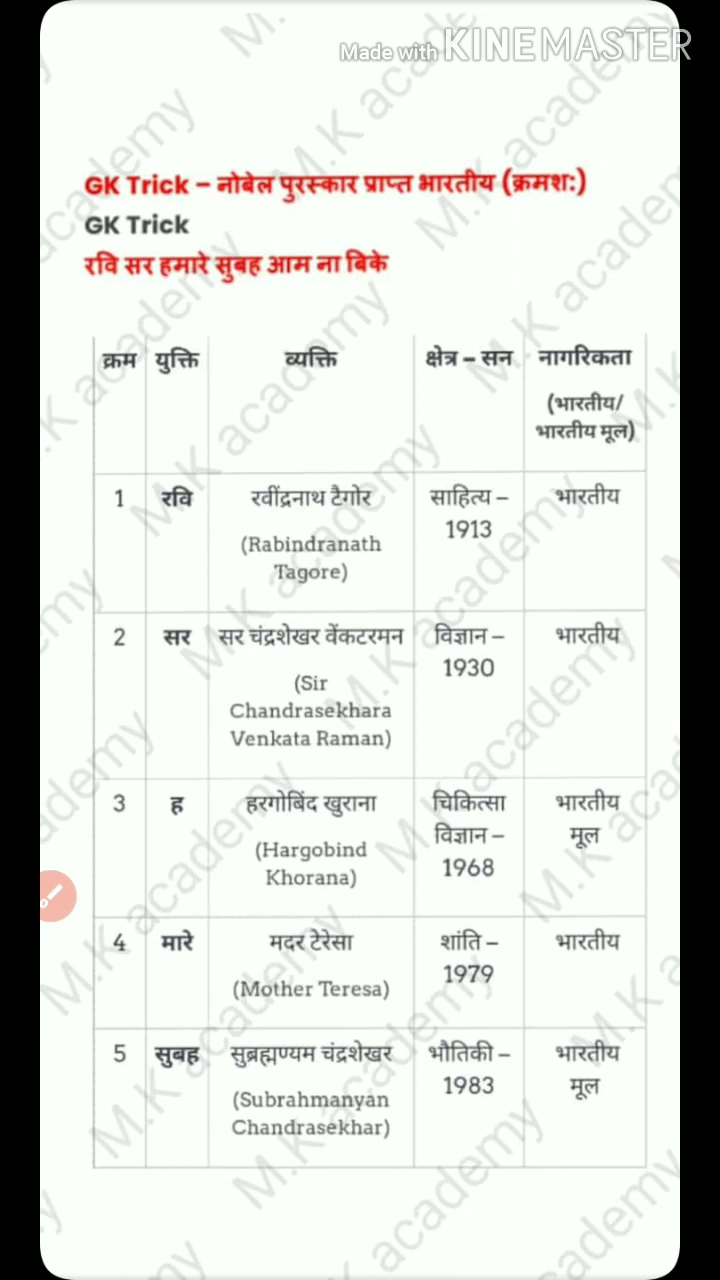 Made with KINEMASTER
GK Trick – नोबेल पुरस्कार प्राप्त भारतीय (क्रमश:)
GK Trick
रवि सर हमारे सुबह आम ना बिके
क्रम युक्ति व्यक्ति क्षेत्र – सन नागरिकता
(भारतीय/
भारतीय मूल)
1 रवि रवींद्रनाथ टैगोर साहित्य – भारतीय
1913
(Rabindranath
Tagore)
2 सर सर चंद्रशेखर वेंकटरमन विज्ञान – भारतीय
1930
(Sir
Chandrasekhara
Venkata Raman)
3 ह हरगोबिंद खुराना चिकित्सा भारतीय
विज्ञान – मूल
(Hargobind
1968
Khorana)
4 मारे मदर टेरेसा शांति – भारतीय
1979
(Mother Teresa)
5 सुबह सुब्रह्मण्यम चंद्रशेखर भौतिकी – भारतीय
1983 मूल
(Subrahmanyan
Chandrasekhar)
M.K academy